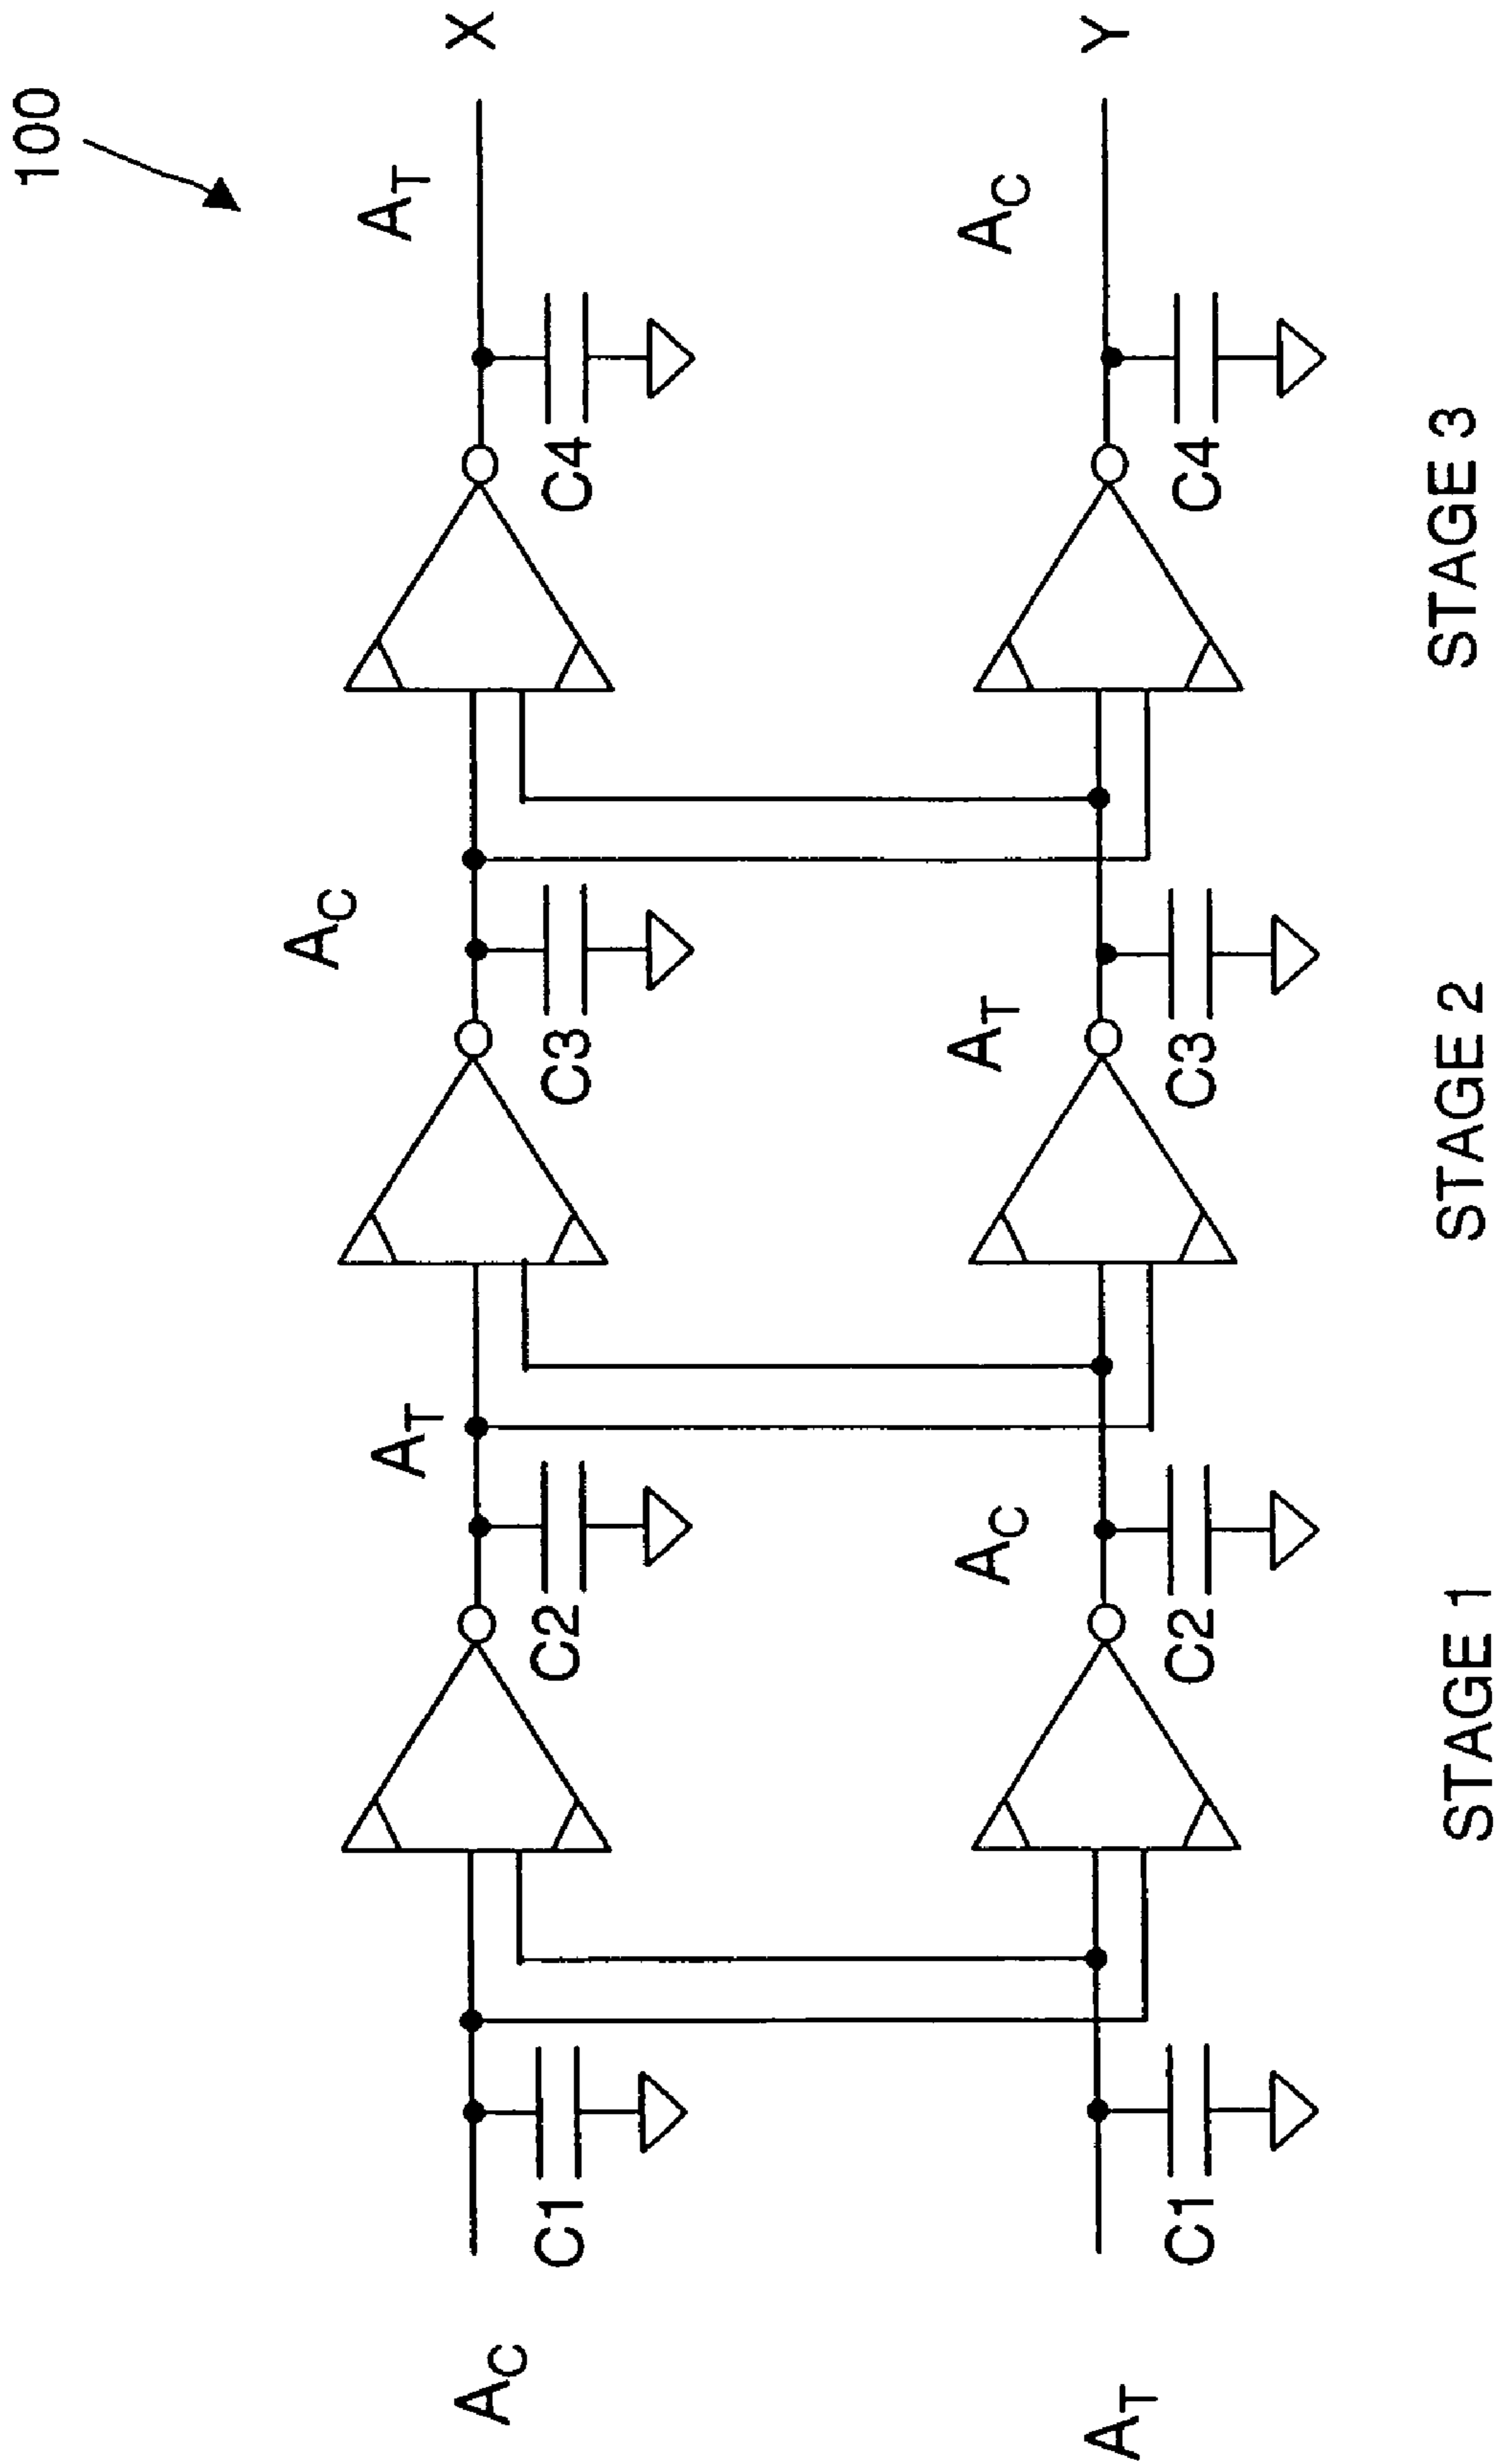 100
A_C
A_T
A_T
A_C
X
C1
C2
C3
C4
A_C
A_T
A_C
A_T
Y
C1
C2
C3
C4
STAGE 1
STAGE 2
STAGE 3